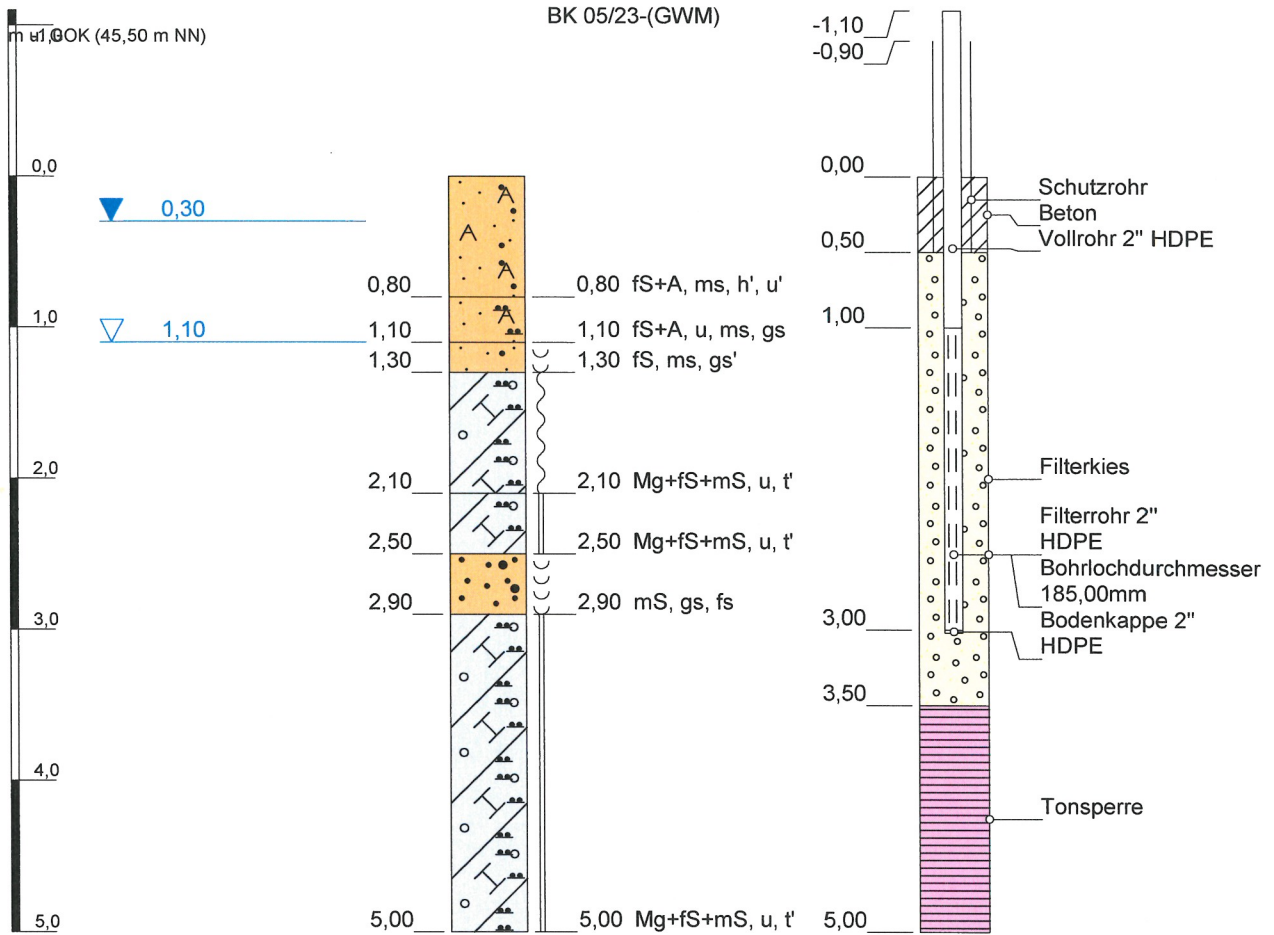 BK 05/23-(GWM)
m u. GOK (45,50 m NN)
-1,0
0,0
1,0
2,0
3,0
4,0
5,0
0,30
1,10
0,80
1,10
1,30
2,10
2,50
2,90
5,00
A
A
A
A
0,80 fS+A, ms, h', u'
1,10 fS+A, u, ms, gs
1,30 fS, ms, gs'
2,10 Mg+fS+mS, u, t'
2,50 Mg+fS+mS, u, t'
2,90 mS, gs, fs
5,00 Mg+fS+mS, u, t'
-1,10
-0,90
0,00
0,50
1,00
3,00
3,50
5,00
Schutzrohr
Beton
Vollrohr 2" HDPE
Filterkies
Filterrohr 2"
HDPE
Bohrlochdurchmesser
185,00mm
Bodenkappe 2"
HDPE
Tonsperre